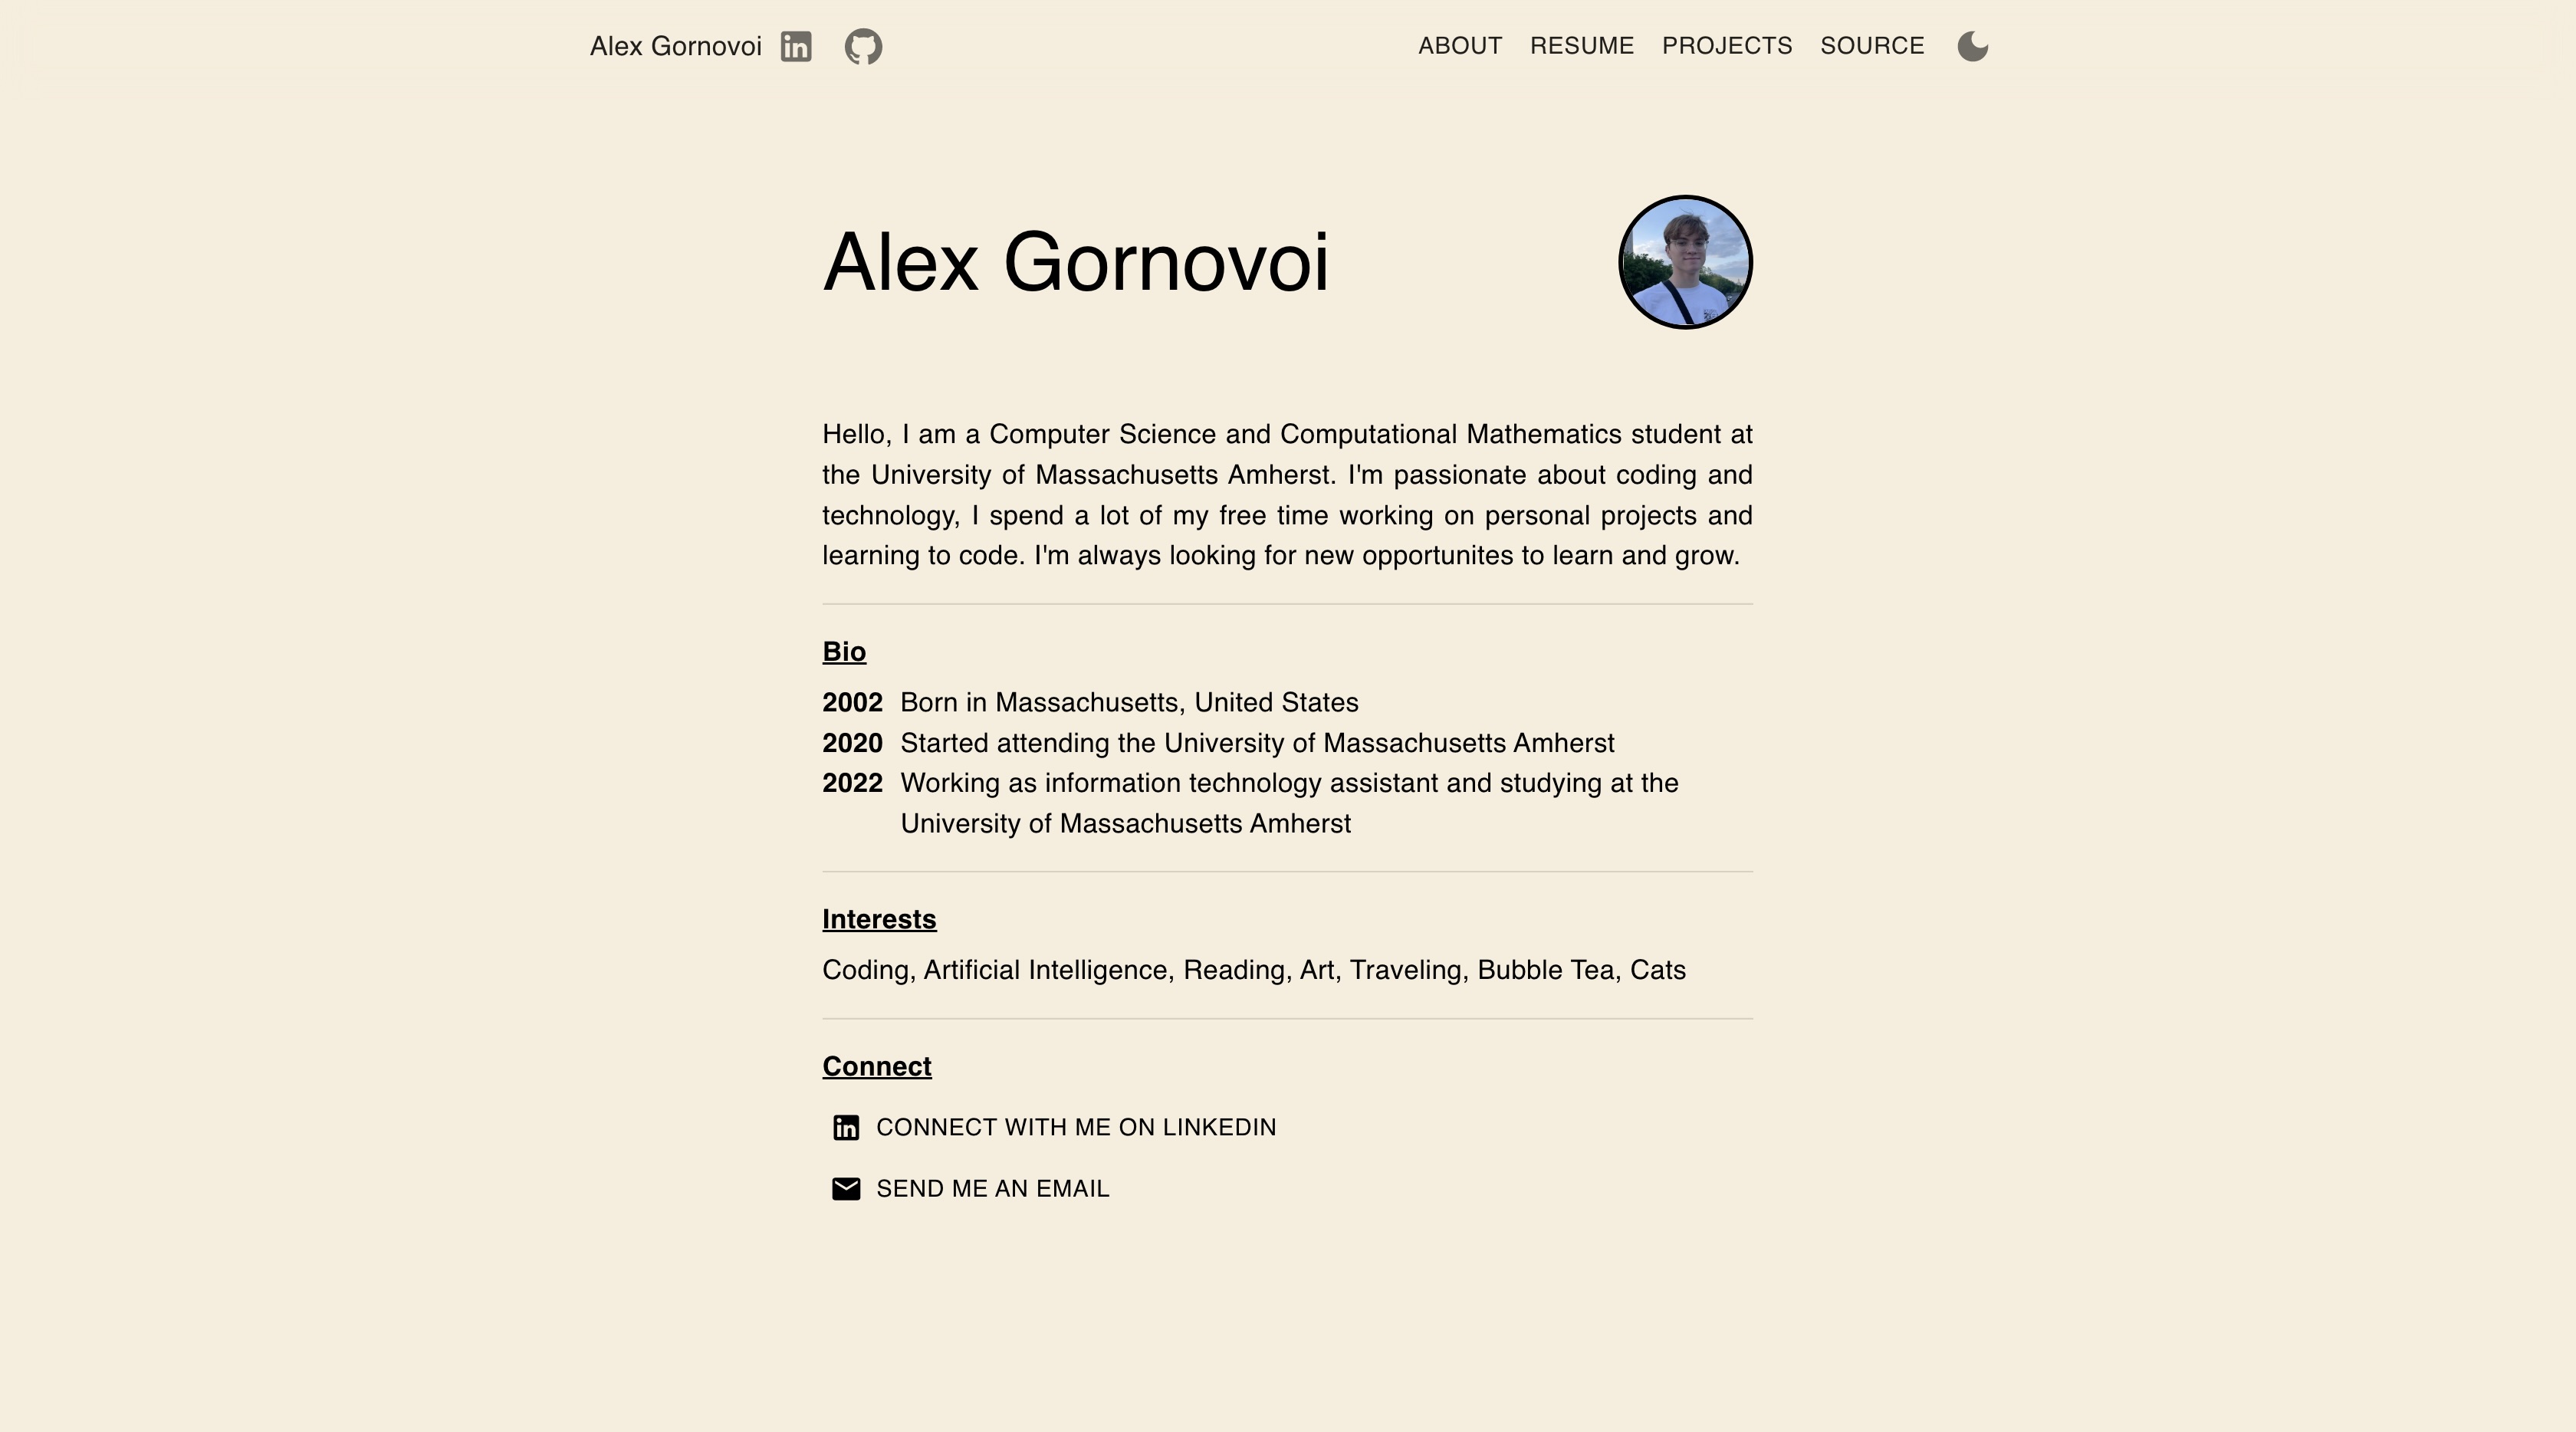 Alex Gornovoi
ABOUT RESUME PROJECTS SOURCE
Alex Gornovoi
Hello, I am a Computer Science and Computational Mathematics student at
the University of Massachusetts Amherst. I'm passionate about coding and
technology, I spend a lot of my free time working on personal projects and
learning to code. I'm always looking for new opportunites to learn and grow.
Bio
2002 Born in Massachusetts, United States
2020 Started attending the University of Massachusetts Amherst
2022 Working as information technology assistant and studying at the
University of Massachusetts Amherst
Interests
Coding, Artificial Intelligence, Reading, Art, Traveling, Bubble Tea, Cats
Connect
CONNECT WITH ME ON LINKEDIN
SEND ME AN EMAIL